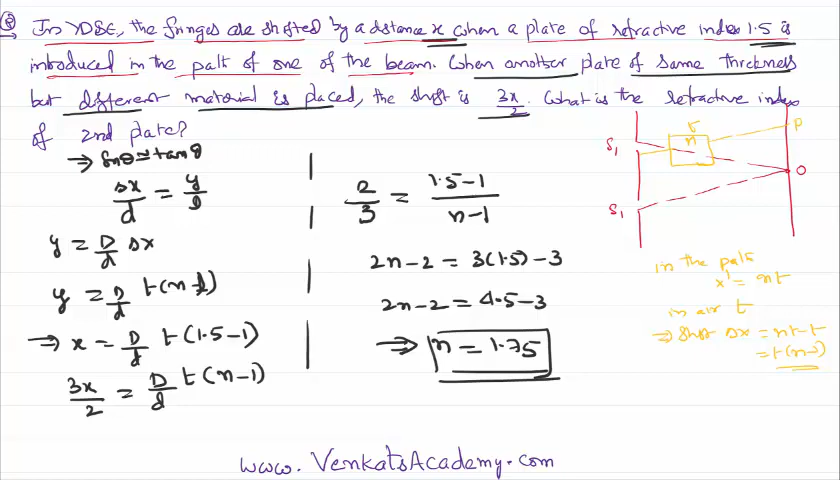 Q In YDSE, the fringes are shifted by a distance x when a plate of refractive index 1.5 is
introduced in the path of one of the beam. When another plate of same thickness
but different material is placed, the shift is 3x/2. What is the refractive index
of 2nd plate?
→ sinθ ≃ tanθ
Δx/d = y/D
y = D/d Δx
y = D/d t(n-1)
⇒ x = D/d t(1.5-1)
3x/2 = D/d t(n-1)
2/3 = (1.5-1)/(n-1)
2n-2 = 3(1.5)-3
2n-2 = 4.5-3
⇒ n = 1.75
S1
t
n
P
O
S1
in the path
x' = nt
in air t
⇒ Shift Δx = nt-t
= t(n-1)
www.VenkatsAcademy.com